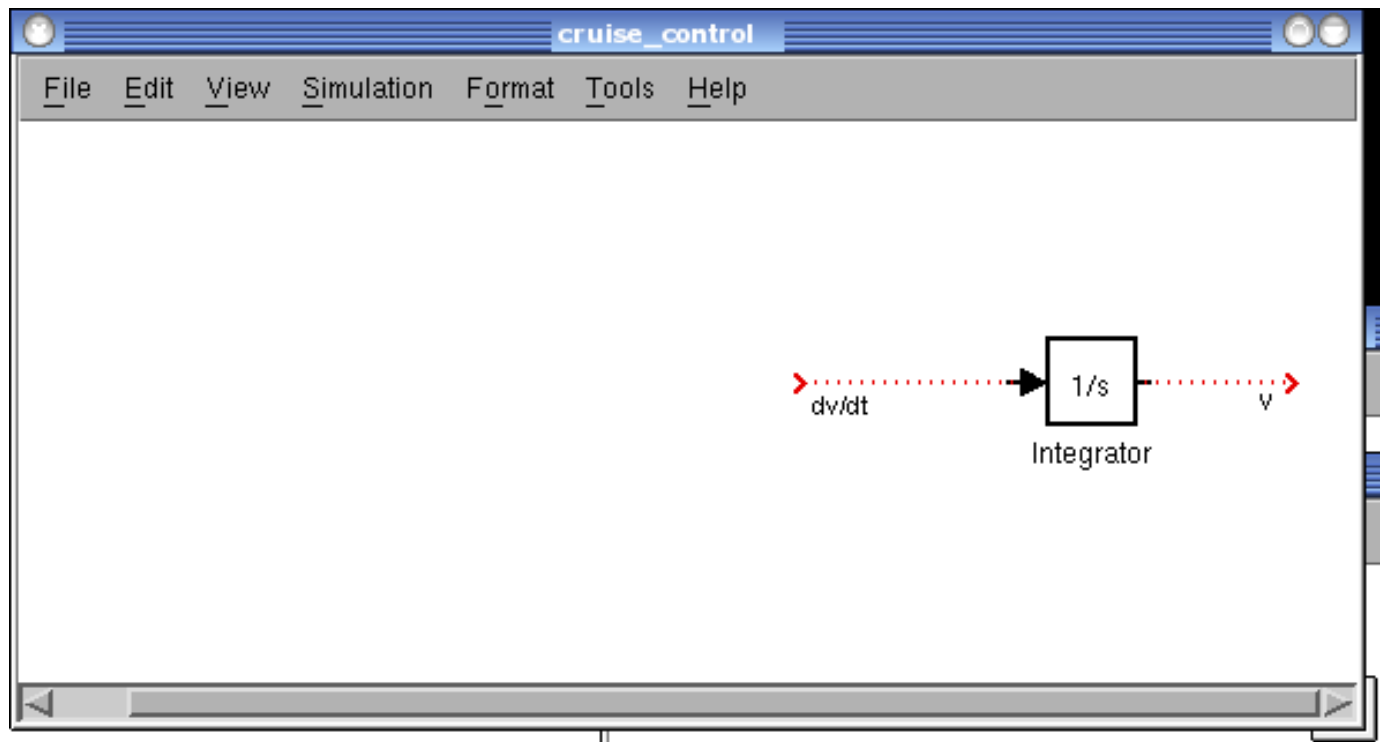 cruise_control
File Edit View Simulation Format Tools Help
1/s
dv/dt
v
Integrator